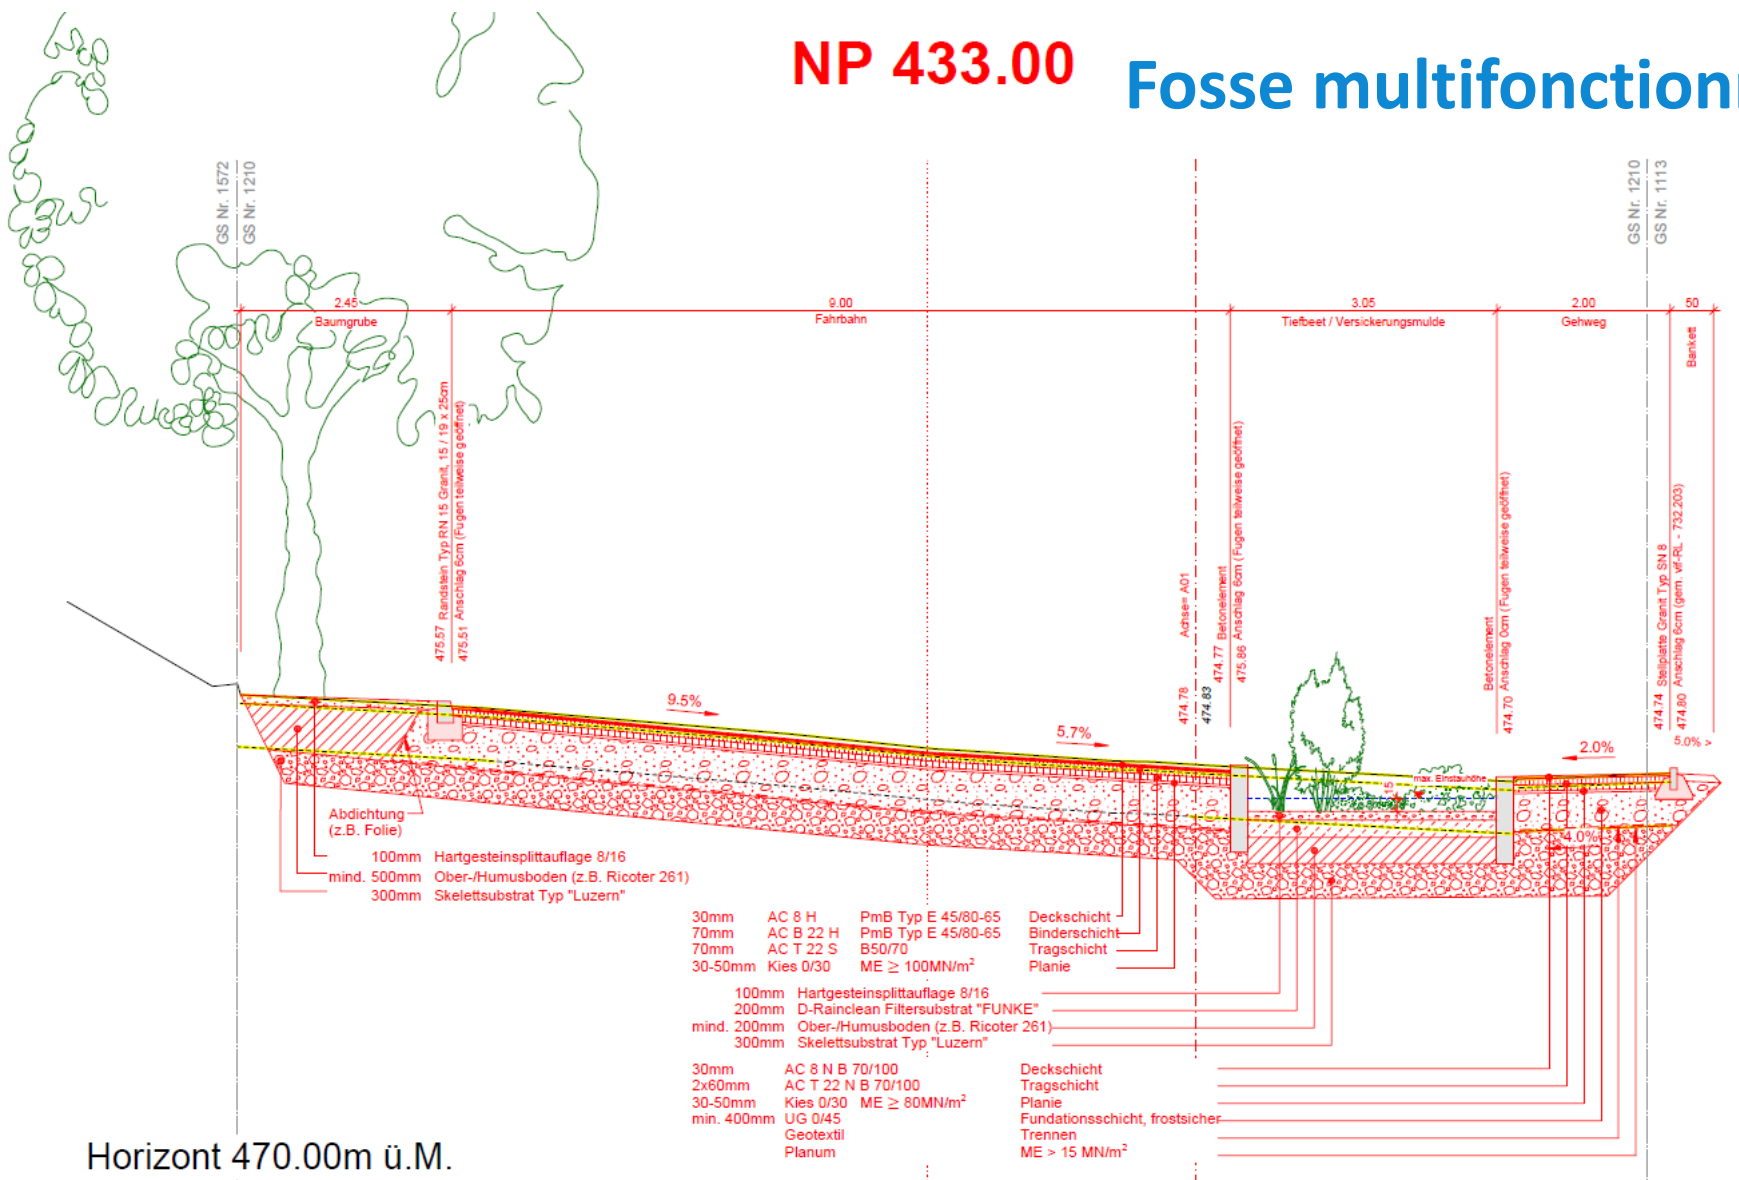 NP 433.00
Fosse multifonction
GS Nr. 1572
GS Nr. 1210
GS Nr. 1210
GS Nr. 1113
2.45
9.00
3.05
2.00
50
Baumgrube
Fahrbahn
Tiefbeet / Versickerungsmulde
Gehweg
Bankett
475.57 Randstein Typ RN 15 Granit, 15 / 19 x 25cm
475.51 Anschlag 6cm (Fugen teilweise geöffnet)
Achse= A01
474.78
474.83
474.77 Betonelement
475.86 Anschlag 6cm (Fugen teilweise geöffnet)
Betonelement
474.70 Anschlag 0cm (Fugen teilweise geöffnet)
474.74 Stellplatte Granit Typ SN 8
474.80 Anschlag 6cm (gem. vif-RL - 732.203)
9.5%
5.7%
2.0%
5.0% >
max. Einstauhöhe
15
4.0%
Abdichtung
(z.B. Folie)
100mm Hartgesteinsplittauflage 8/16
mind. 500mm Ober-/Humusboden (z.B. Ricoter 261)
300mm Skelettsubstrat Typ "Luzern"
30mm AC 8 H PmB Typ E 45/80-65 Deckschicht
70mm AC B 22 H PmB Typ E 45/80-65 Binderschicht
70mm AC T 22 S B50/70 Tragschicht
30-50mm Kies 0/30 ME ≥ 100MN/m² Planie
100mm Hartgesteinsplittauflage 8/16
200mm D-Rainclean Filtersubstrat "FUNKE"
mind. 200mm Ober-/Humusboden (z.B. Ricoter 261)
300mm Skelettsubstrat Typ "Luzern"
30mm AC 8 N B 70/100 Deckschicht
2x60mm AC T 22 N B 70/100 Tragschicht
30-50mm Kies 0/30 ME ≥ 80MN/m² Planie
min. 400mm UG 0/45 Fundationsschicht, frostsicher
Geotextil Trennen
Planum ME > 15 MN/m²
Horizont 470.00m ü.M.